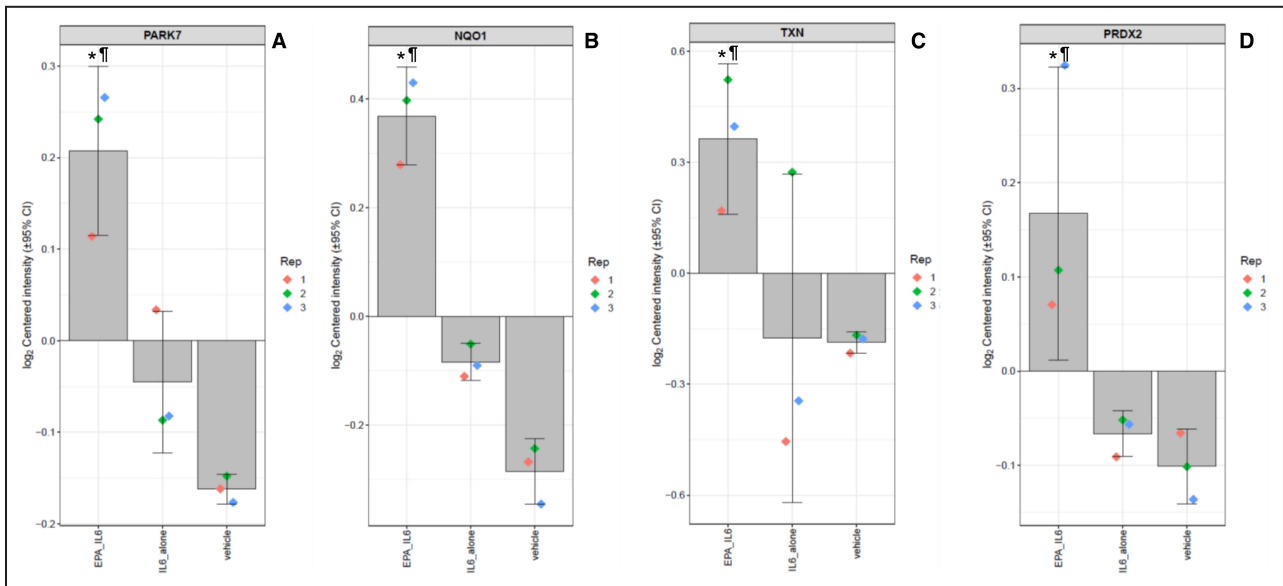 PARK7
A
* ¶
log₂ Centered intensity (±95% CI)
0.3
0.2
0.1
0.0
−0.1
−0.2
EPA_IL6
IL6_alone
vehicle
Rep
1
2
3
NQO1
B
* ¶
log₂ Centered intensity (±95% CI)
0.4
0.2
0.0
−0.2
EPA_IL6
IL6_alone
vehicle
Rep
1
2
3
TXN
C
* ¶
log₂ Centered intensity (±95% CI)
0.6
0.3
0.0
−0.3
−0.6
EPA_IL6
IL6_alone
vehicle
Rep
1
2
3
PRDX2
D
* ¶
log₂ Centered intensity (±95% CI)
0.3
0.2
0.1
0.0
−0.1
EPA_IL6
IL6_alone
vehicle
Rep
1
2
3